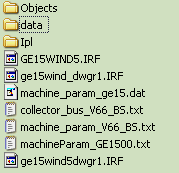 Objects
data
Ipl
GE15WIND5.IRF
ge15wind_dwgr1.IRF
machine_param_ge15.dat
collector_bus_V66_BS.txt
machine_param_V66_BS.txt
machineParam_GE1500.txt
ge15wind5dwgr1.IRF